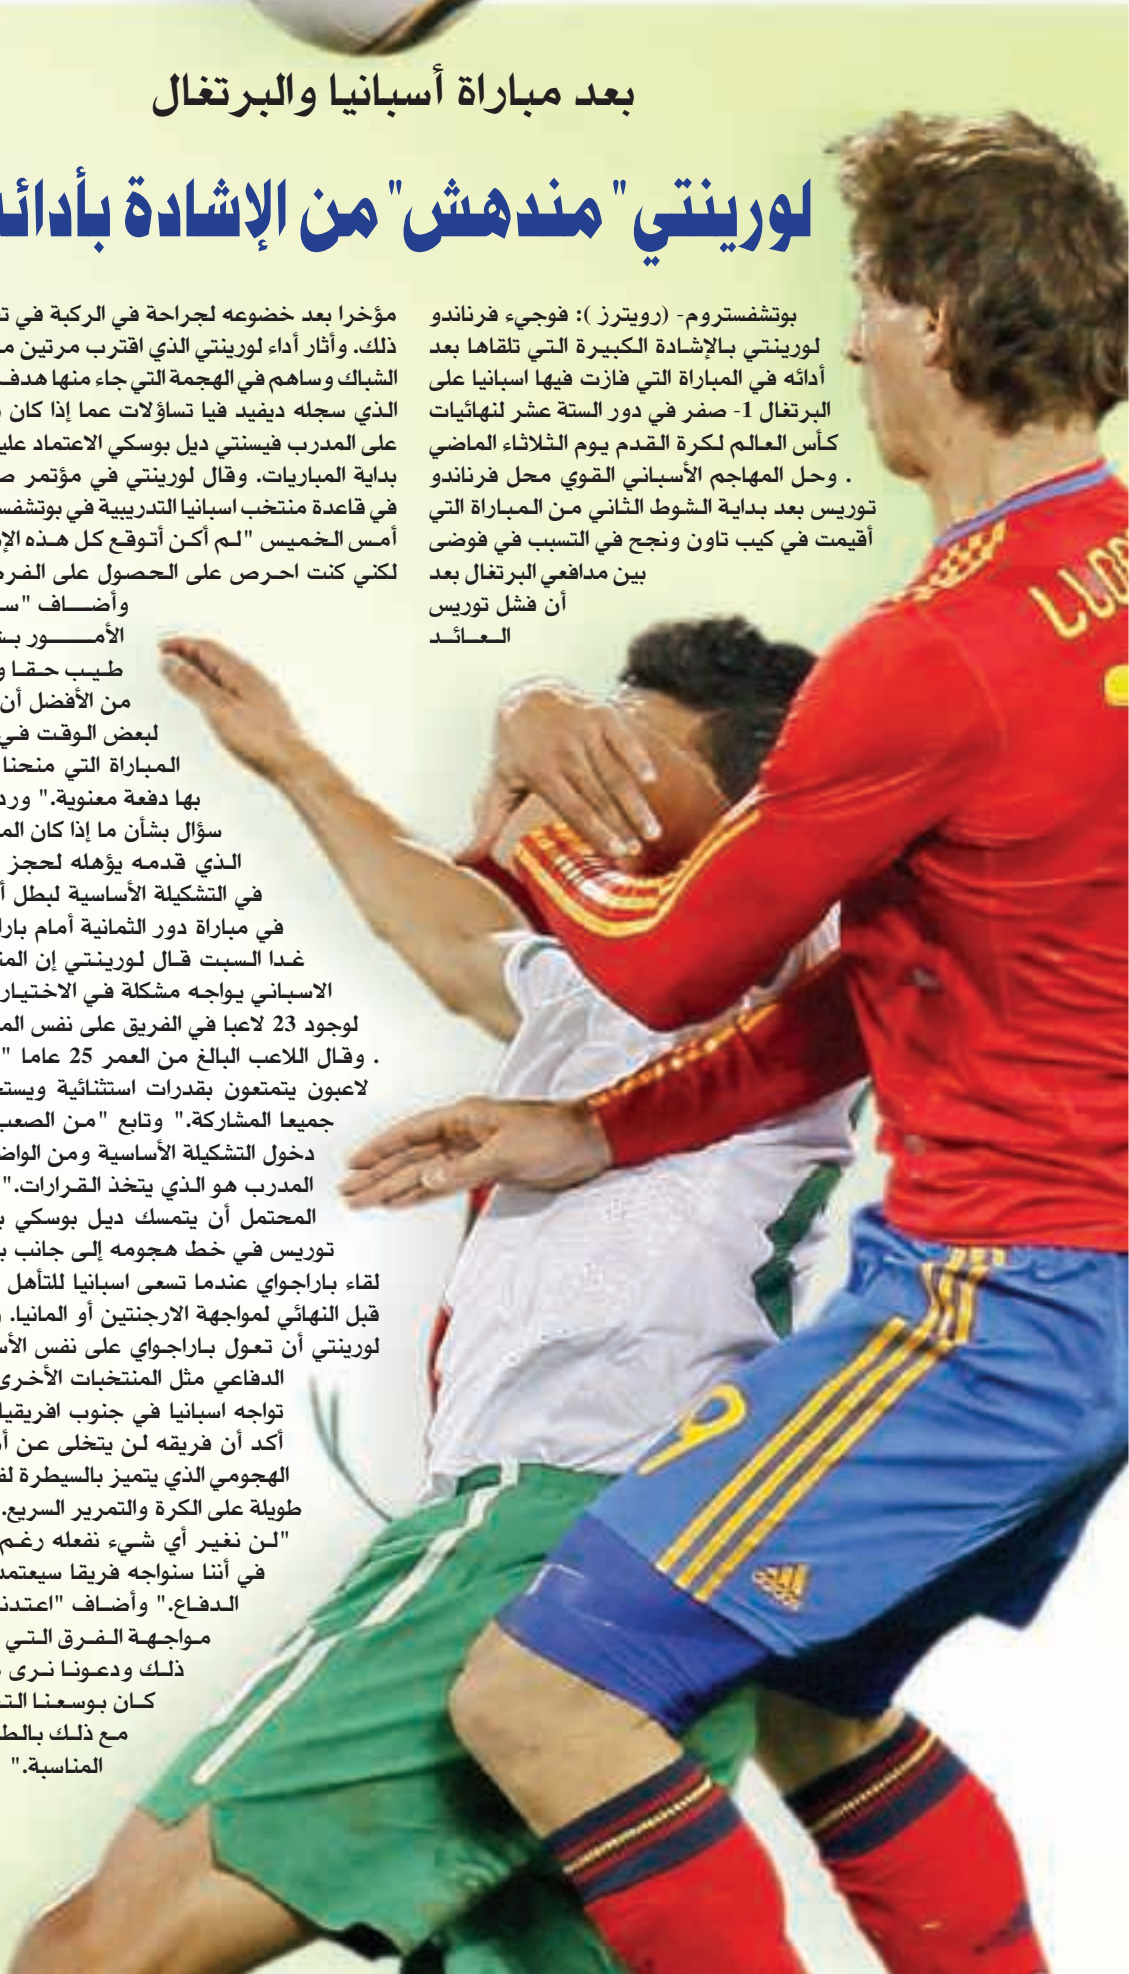 بعد مباراة أسبانيا والبرتغال
لورينتي "مندهش" من الإشادة بأدائه
بوتشفستروم- (رويترز ): فوجيء فرناندو
لورينتي بالإشادة الكبيرة التي تلقاها بعد
أدائه في المباراة التي فازت فيها اسبانيا على
البرتغال 1- صفر في دور الستة عشر لنهائيات
كأس العالم لكرة القدم يوم الثلاثاء الماضي
. وحل المهاجم الأسباني القوي محل فرناندو
توريس بعد بداية الشوط الثاني من المباراة التي
أقيمت في كيب تاون ونجح في التسبب في فوضى
بين مدافعي البرتغال بعد
أن فشل توريس
العائد
مؤخرا بعد خضوعه لجراحة في الركبة في
ذلك. وأثار أداء لورينتي الذي اقترب مرتين
الشباك وساهم في الهجمة التي جاء منها هدف
الذي سجله ديفيد فيا تساؤلات عما إذا كان
على المدرب فيسنتي ديل بوسكي الاعتماد
بداية المباريات. وقال لورينتي في مؤتمر
في قاعدة منتخب اسبانيا التدريبية في
أمس الخميس "لم أكن أتوقع كل هذه
لكني كنت احرص على الحصول على
وأضاف
الأمور
طيب حقا
من الأفضل أن
لبعض الوقت في
المباراة التي منحنا
بها دفعة معنوية." ورد
سؤال بشأن ما إذا كان
الذي قدمه يؤهله لحجز
في التشكيلة الأساسية لبطل
في مباراة دور الثمانية أمام
غدا السبت قال لورينتي إن
الاسباني يواجه مشكلة في الاختيار
لوجود 23 لاعبا في الفريق على نفس
. وقال اللاعب البالغ من العمر 25 عاما "
لاعبون يتمتعون بقدرات استثنائية
جميعا المشاركة." وتابع "من الصعب
دخول التشكيلة الأساسية ومن
المدرب هو الذي يتخذ القرارات."
المحتمل أن يتمسك ديل بوسكي
توريس في خط هجومه إلى جانب
لقاء باراجواي عندما تسعى اسبانيا للتأهل
قبل النهائي لمواجهة الارجنتين أو المانيا.
لورينتي أن تعول باراجواي على نفس
الدفاعي مثل المنتخبات الأخرى
تواجه اسبانيا في جنوب افريقيا
أكد أن فريقه لن يتخلى عن
الهجومي الذي يتميز بالسيطرة
طويلة على الكرة والتمرير السريع.
"لن نغير أي شيء نفعله رغم
في أننا سنواجه فريقا سيعتمد
الدفاع." وأضاف
مواجهة الفرق التي
ذلك ودعونا نرى
كان بوسعنا
مع ذلك
المناسبة."
9
adidas